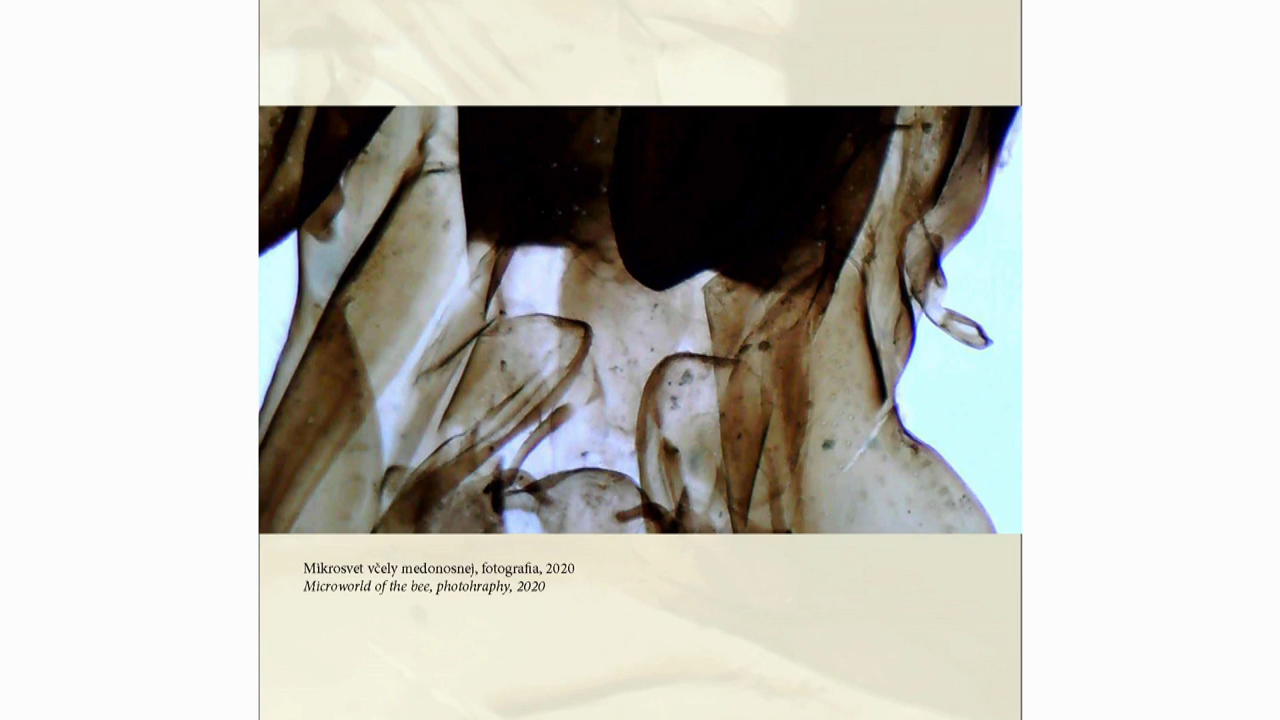 Mikrosvet včely medonosnej, fotografia, 2020
Microworld of the bee, photohraphy, 2020